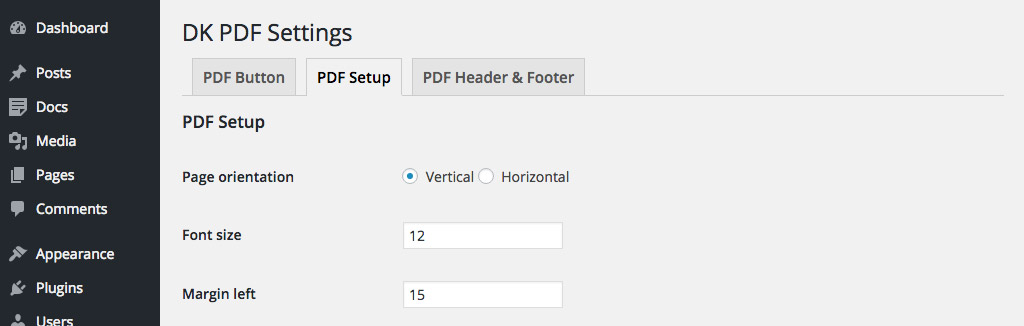 Dashboard
Posts
Docs
Media
Pages
Comments
Appearance
Plugins
Users
DK PDF Settings
PDF Button PDF Setup PDF Header & Footer
PDF Setup
Page orientation Vertical Horizontal
Font size 12
Margin left 15